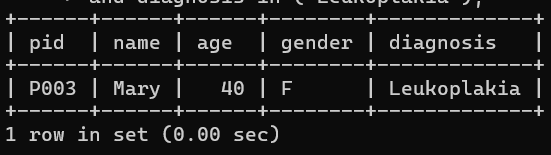 and diagnosis in ('Leukoplakia');
+------+------+------+--------+-------------+
| pid  | name | age  | gender | diagnosis   |
+------+------+------+--------+-------------+
| P003 | Mary |   40 | F      | Leukoplakia |
+------+------+------+--------+-------------+
1 row in set (0.00 sec)